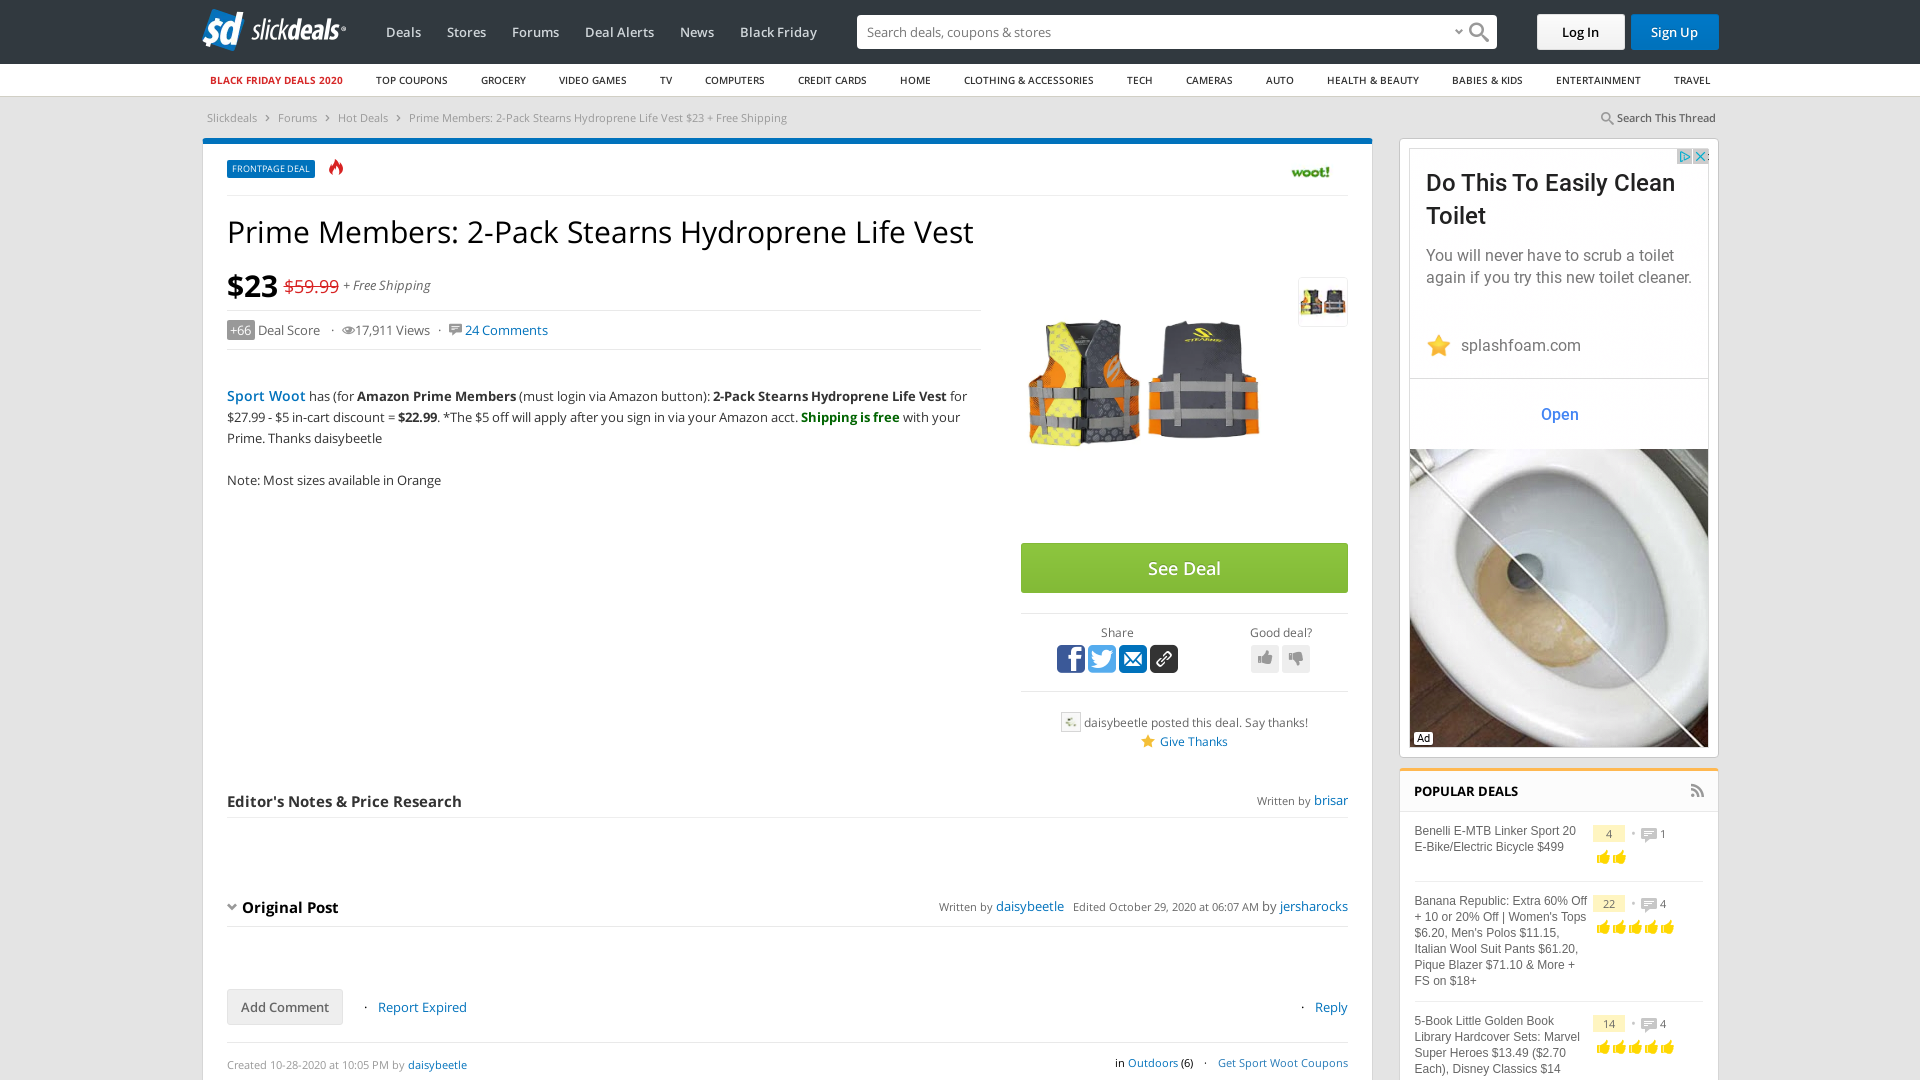 slickdeals
Deals
Stores
Forums
Deal Alerts
News
Black Friday
Search deals, coupons & stores
Log In
Sign Up
BLACK FRIDAY DEALS 2020
TOP COUPONS
GROCERY
VIDEO GAMES
TV
COMPUTERS
CREDIT CARDS
HOME
CLOTHING & ACCESSORIES
TECH
CAMERAS
AUTO
HEALTH & BEAUTY
BABIES & KIDS
ENTERTAINMENT
TRAVEL
Slickdeals > Forums > Hot Deals > Prime Members: 2-Pack Stearns Hydroprene Life Vest $23 + Free Shipping
Search This Thread
FRONTPAGE DEAL
woot!
Prime Members: 2-Pack Stearns Hydroprene Life Vest
$23 $59.99 + Free Shipping
+66 Deal Score · 17,911 Views · 24 Comments
Sport Woot has (for Amazon Prime Members (must login via Amazon button): 2-Pack Stearns Hydroprene Life Vest for
$27.99 - $5 in-cart discount = $22.99. *The $5 off will apply after you sign in via your Amazon acct. Shipping is free with your
Prime. Thanks daisybeetle
Note: Most sizes available in Orange
STEARNS
See Deal
Share
Good deal?
daisybeetle posted this deal. Say thanks!
Give Thanks
Editor's Notes & Price Research
Written by brisar
Original Post
Written by daisybeetle Edited October 29, 2020 at 06:07 AM by jersharocks
Add Comment
· Report Expired
· Reply
Created 10-28-2020 at 10:05 PM by daisybeetle
in Outdoors (6) · Get Sport Woot Coupons
Do This To Easily Clean
Toilet
You will never have to scrub a toilet
again if you try this new toilet cleaner.
splashfoam.com
Open
Ad
POPULAR DEALS
Benelli E-MTB Linker Sport 20
E-Bike/Electric Bicycle $499
4 • 1
Banana Republic: Extra 60% Off
+ 10 or 20% Off | Women's Tops
$6.20, Men's Polos $11.15,
Italian Wool Suit Pants $61.20,
Pique Blazer $71.10 & More +
FS on $18+
22 • 4
5-Book Little Golden Book
Library Hardcover Sets: Marvel
Super Heroes $13.49 ($2.70
Each), Disney Classics $14
14 • 4